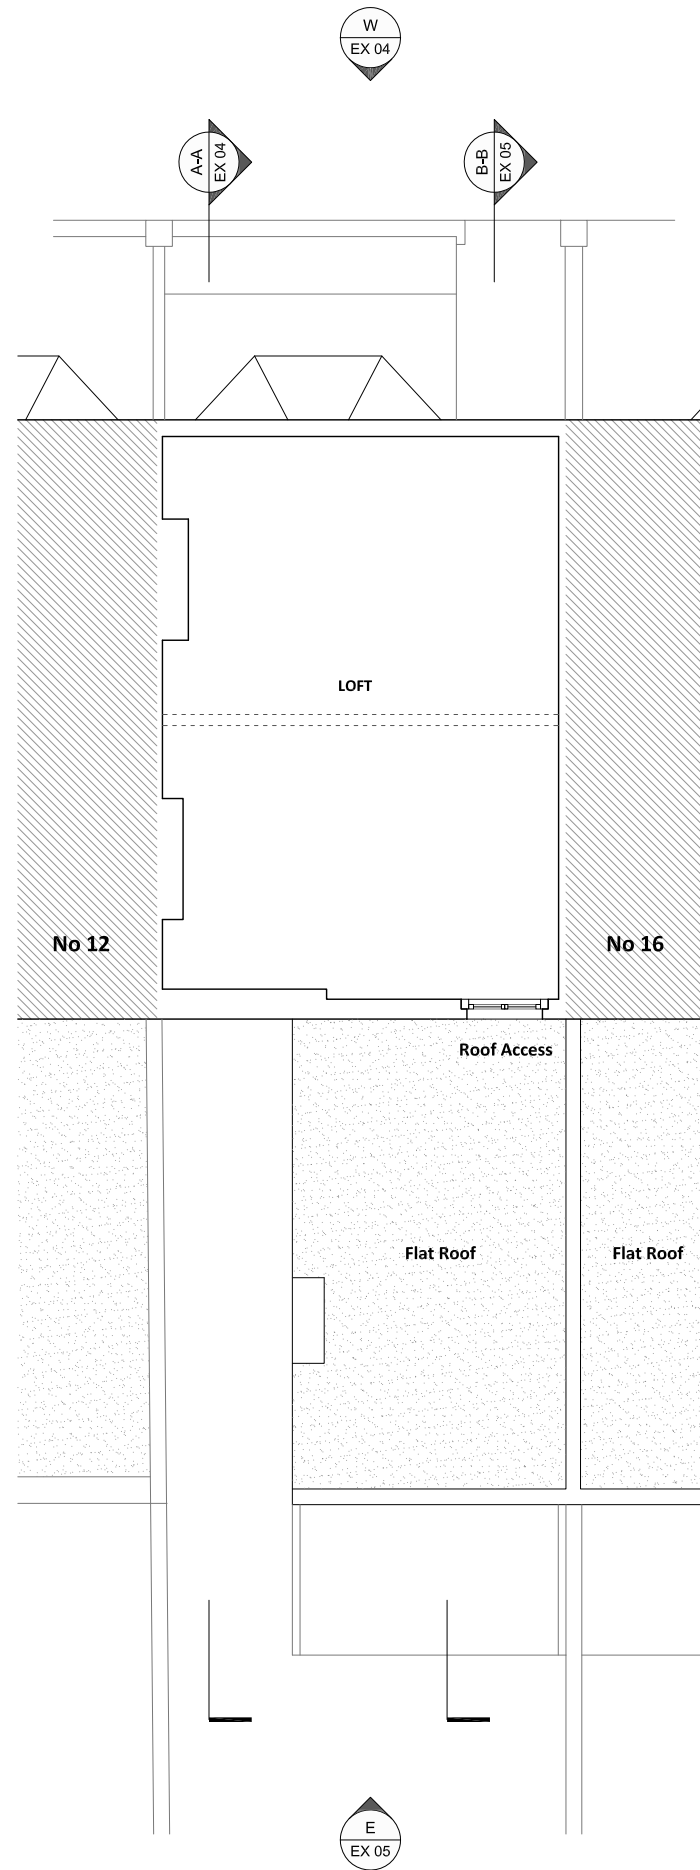 W
EX 04
A-A
EX 04
B-B
EX 05
LOFT
No 12
No 16
Roof Access
Flat Roof
Flat Roof
E
EX 05